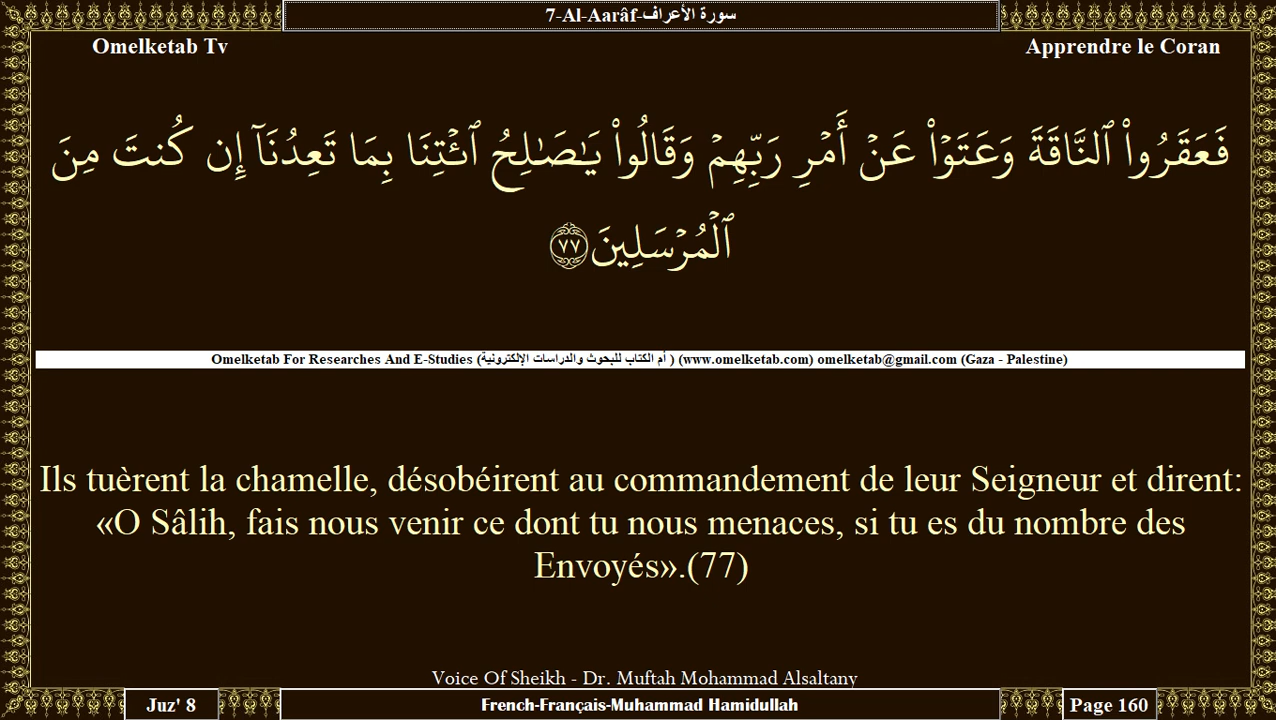 7-Al-Aarâf-سورة الأعراف
Omelketab Tv
Apprendre le Coran
فَعَقَرُوا۟ ٱلنَّاقَةَ وَعَتَوْا۟ عَنْ أَمْرِ رَبِّهِمْ وَقَالُوا۟ يَـٰصَـٰلِحُ ٱئْتِنَا بِمَا تَعِدُنَآ إِن كُنتَ مِنَ
ٱلْمُرْسَلِينَ ٧٧
Omelketab For Researches And E-Studies (أم الكتاب للبحوث والدراسات الإلكترونية ) (www.omelketab.com) omelketab@gmail.com (Gaza - Palestine)
Ils tuèrent la chamelle, désobéirent au commandement de leur Seigneur et dirent:
«O Sâlih, fais nous venir ce dont tu nous menaces, si tu es du nombre des
Envoyés».(77)
Voice Of Sheikh - Dr. Muftah Mohammad Alsaltany
Juz' 8
French-Français-Muhammad Hamidullah
Page 160